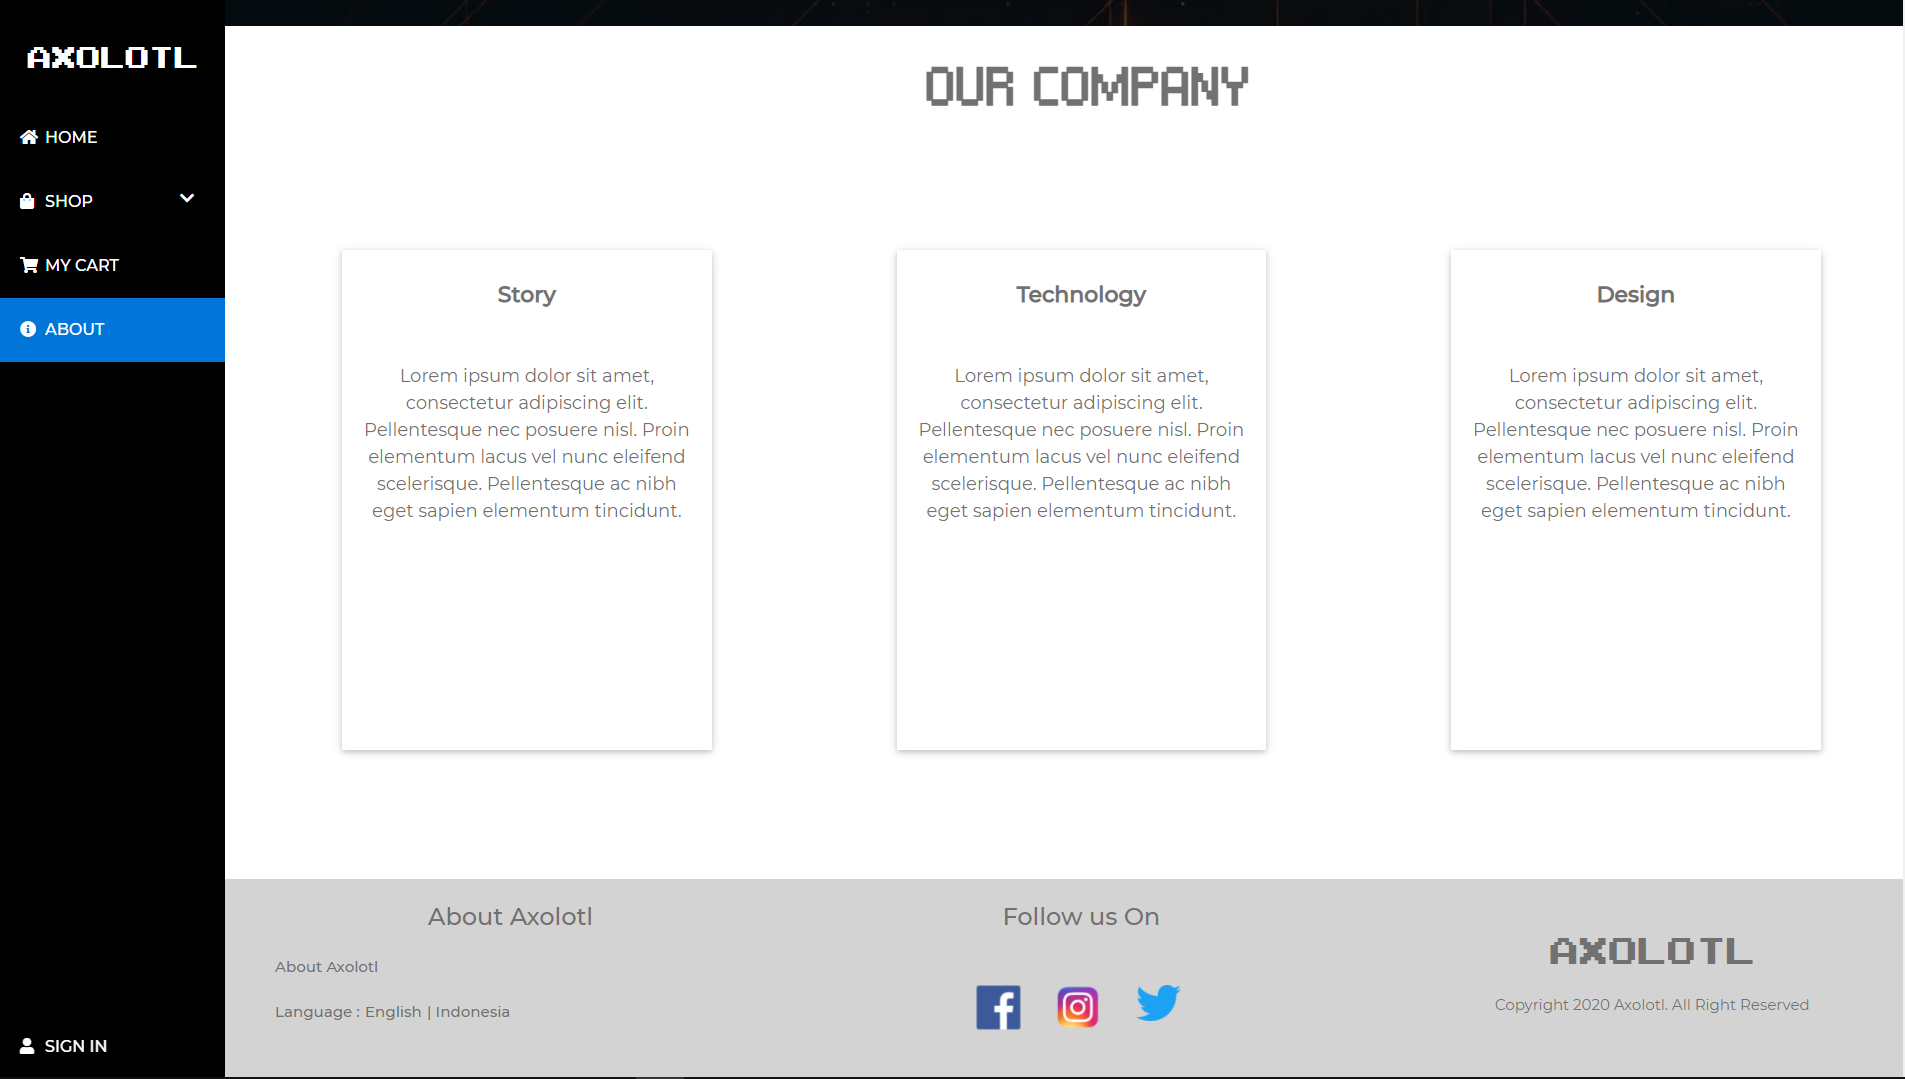 AXOLOTL
HOME
SHOP
MY CART
ABOUT
SIGN IN
OUR COMPANY
Story
Lorem ipsum dolor sit amet,
consectetur adipiscing elit.
Pellentesque nec posuere nisl. Proin
elementum lacus vel nunc eleifend
scelerisque. Pellentesque ac nibh
eget sapien elementum tincidunt.
Technology
Lorem ipsum dolor sit amet,
consectetur adipiscing elit.
Pellentesque nec posuere nisl. Proin
elementum lacus vel nunc eleifend
scelerisque. Pellentesque ac nibh
eget sapien elementum tincidunt.
Design
Lorem ipsum dolor sit amet,
consectetur adipiscing elit.
Pellentesque nec posuere nisl. Proin
elementum lacus vel nunc eleifend
scelerisque. Pellentesque ac nibh
eget sapien elementum tincidunt.
About Axolotl
About Axolotl
Language : English | Indonesia
Follow us On
AXOLOTL
Copyright 2020 Axolotl. All Right Reserved